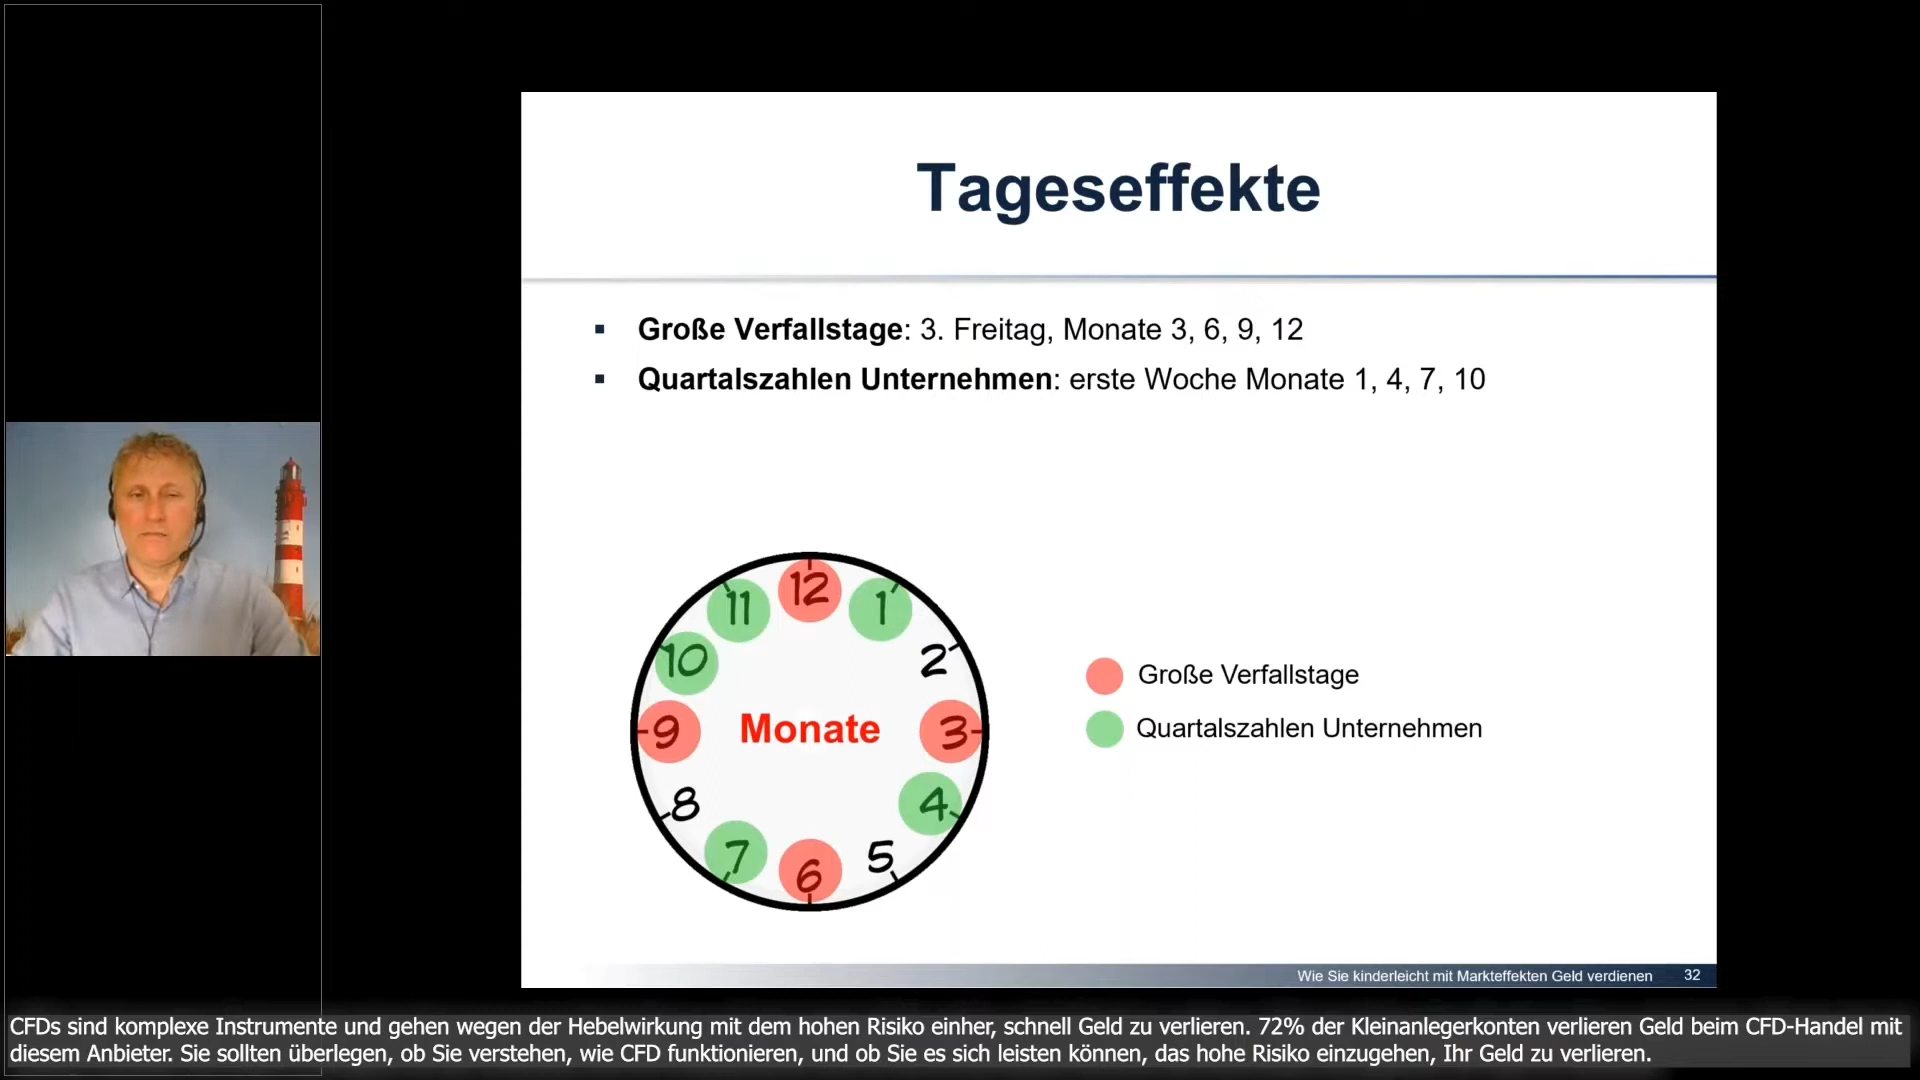 Tageseffekte
▪ Große Verfallstage: 3. Freitag, Monate 3, 6, 9, 12
▪ Quartalszahlen Unternehmen: erste Woche Monate 1, 4, 7, 10
12
1
2
3
4
5
6
7
8
9
10
11
Monate
Große Verfallstage
Quartalszahlen Unternehmen
Wie Sie kinderleicht mit Markteffekten Geld verdienen 32
CFDs sind komplexe Instrumente und gehen wegen der Hebelwirkung mit dem hohen Risiko einher, schnell Geld zu verlieren. 72% der Kleinanlegerkonten verlieren Geld beim CFD-Handel mit
diesem Anbieter. Sie sollten überlegen, ob Sie verstehen, wie CFD funktionieren, und ob Sie es sich leisten können, das hohe Risiko einzugehen, Ihr Geld zu verlieren.